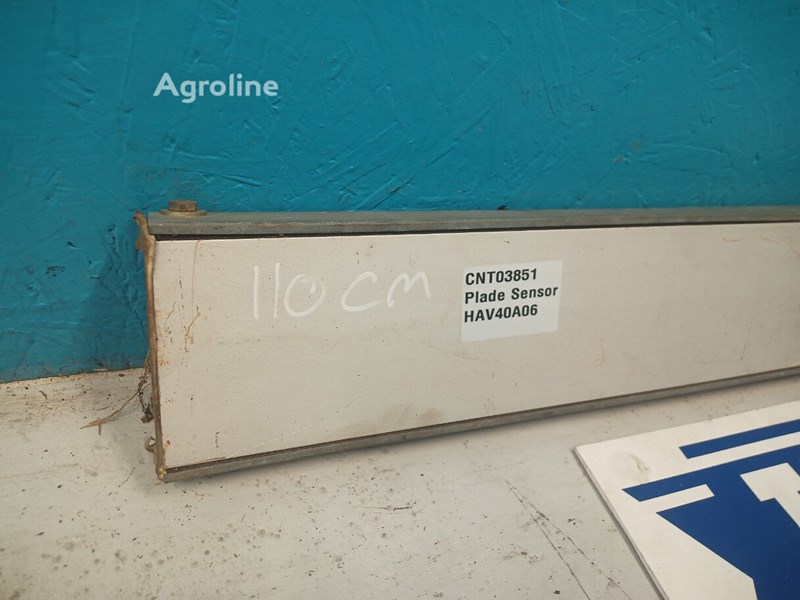 Agroline
110 CM
CNT03851
Plade Sensor
HAV40A06